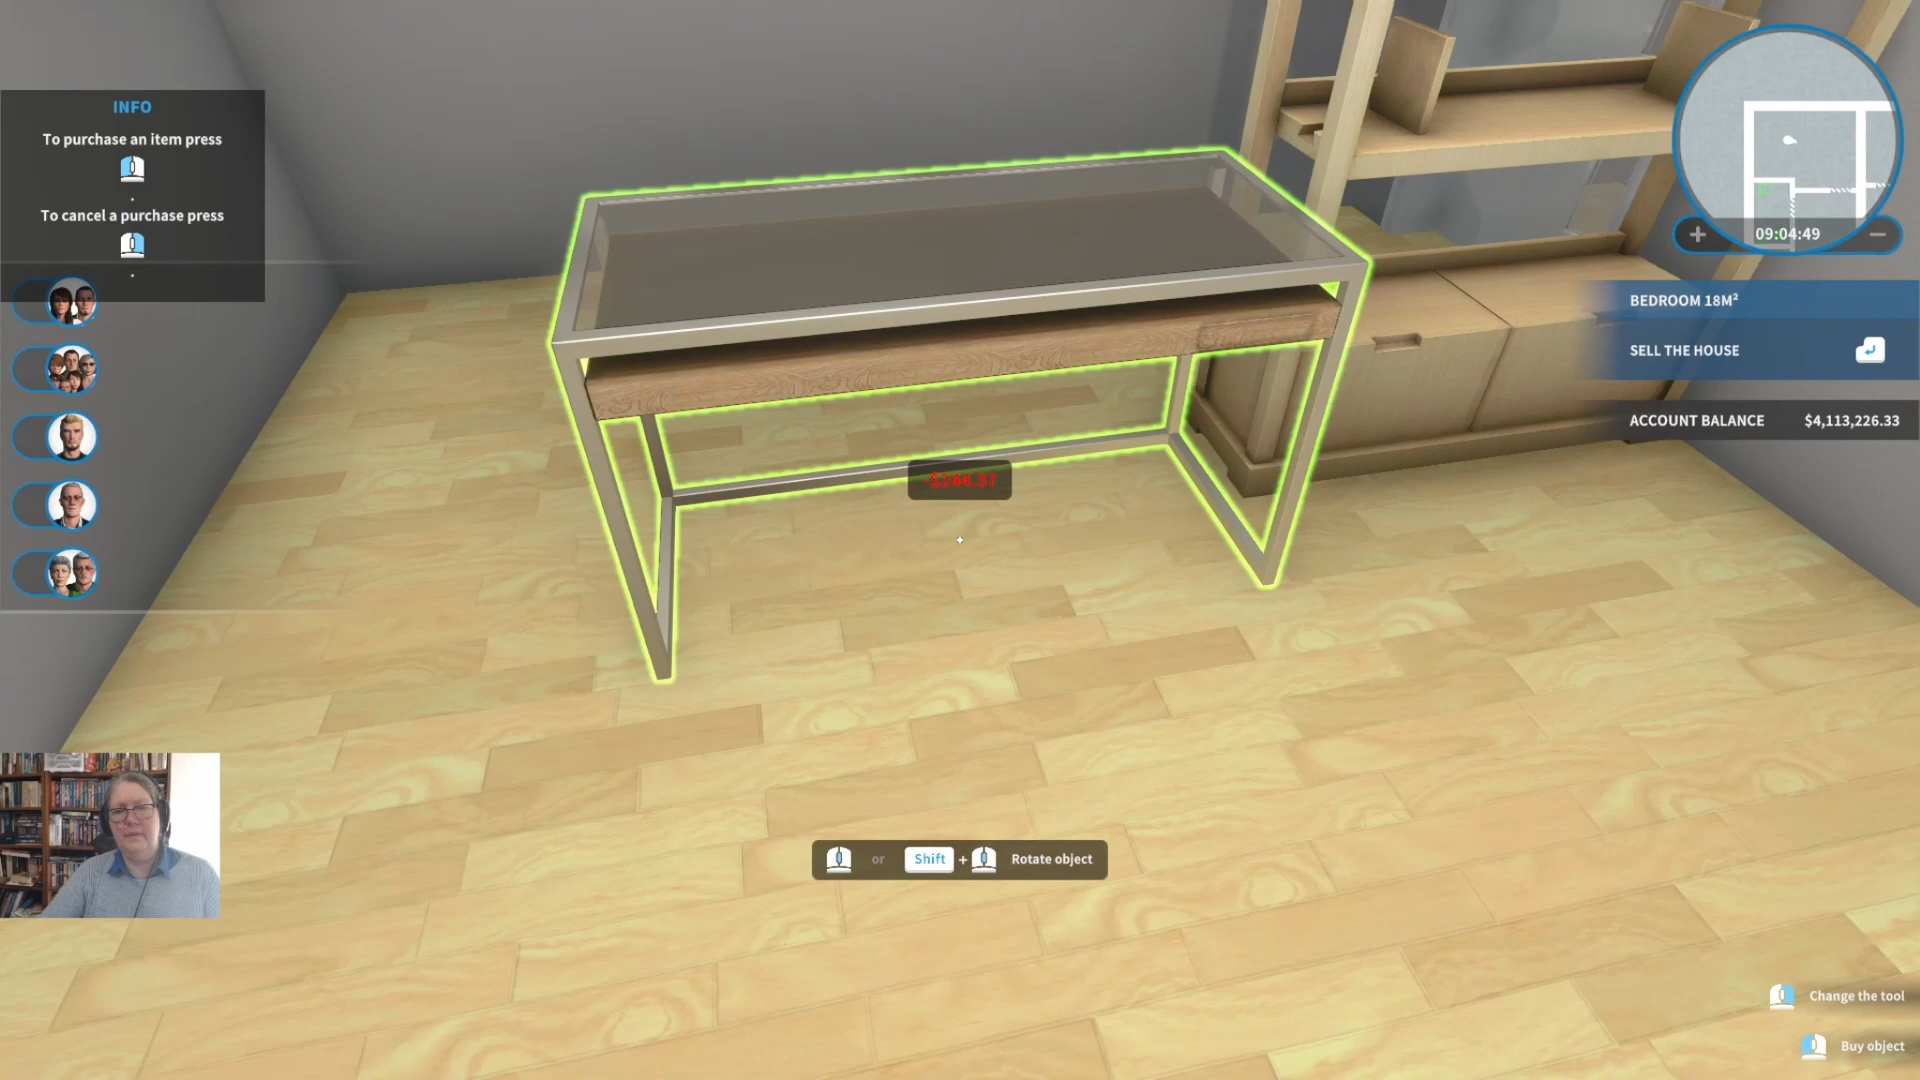 INFO
To purchase an item press
.
To cancel a purchase press
.
09:04:49
BEDROOM 18M²
SELL THE HOUSE
ACCOUNT BALANCE $4,113,226.33
or Shift + Rotate object
Change the tool
Buy object